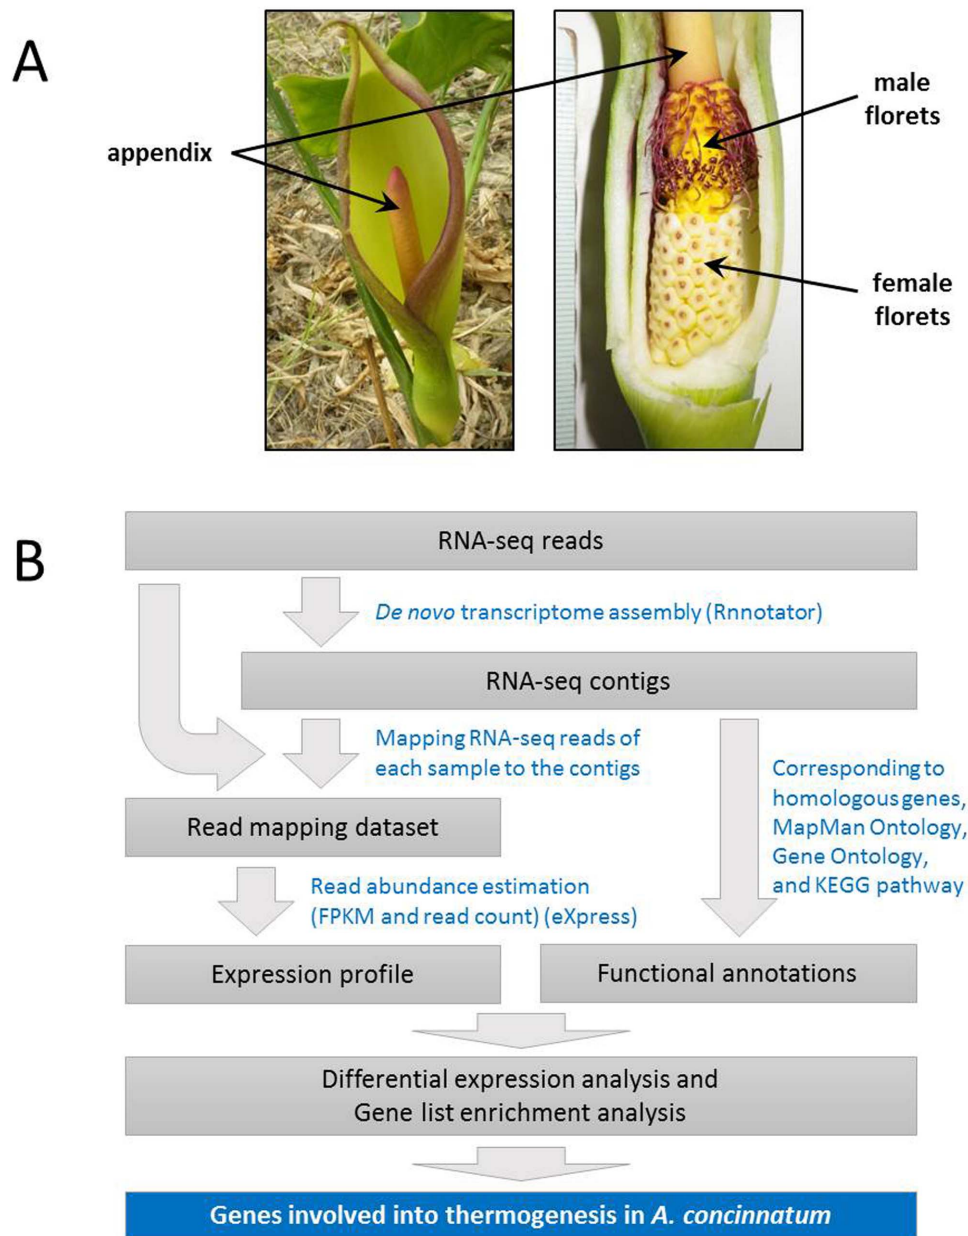 A
appendix
male
florets
female
florets
B
RNA-seq reads
De novo transcriptome assembly (Rnnotator)
RNA-seq contigs
Mapping RNA-seq reads of
each sample to the contigs
Corresponding to
homologous genes,
MapMan Ontology,
Gene Ontology,
and KEGG pathway
Read mapping dataset
Read abundance estimation
(FPKM and read count) (eXpress)
Expression profile
Functional annotations
Differential expression analysis and
Gene list enrichment analysis
Genes involved into thermogenesis in A. concinnatum